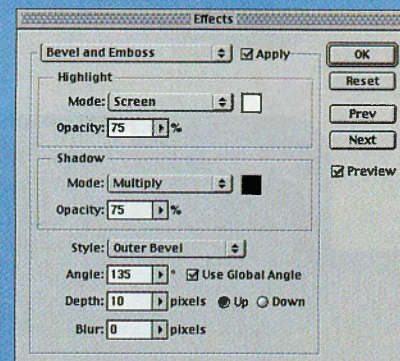 Effects
Bevel and Emboss Apply
OK
Reset
Prev
Next
Preview
Highlight
Mode: Screen
Opacity: 75 %
Shadow
Mode: Multiply
Opacity: 75 %
Style: Outer Bevel
Angle: 135 ° Use Global Angle
Depth: 10 pixels Up Down
Blur: 0 pixels